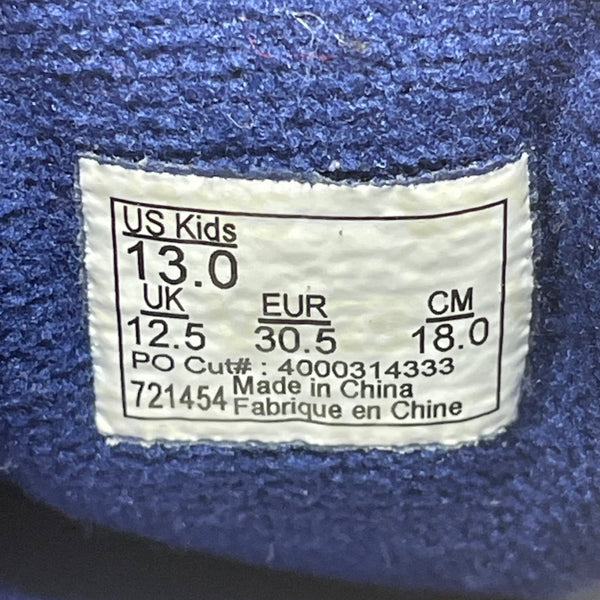 US Kids
13.0
UK EUR CM
12.5 30.5 18.0
PO Cut# : 4000314333
721454 Made in China
Fabrique en Chine